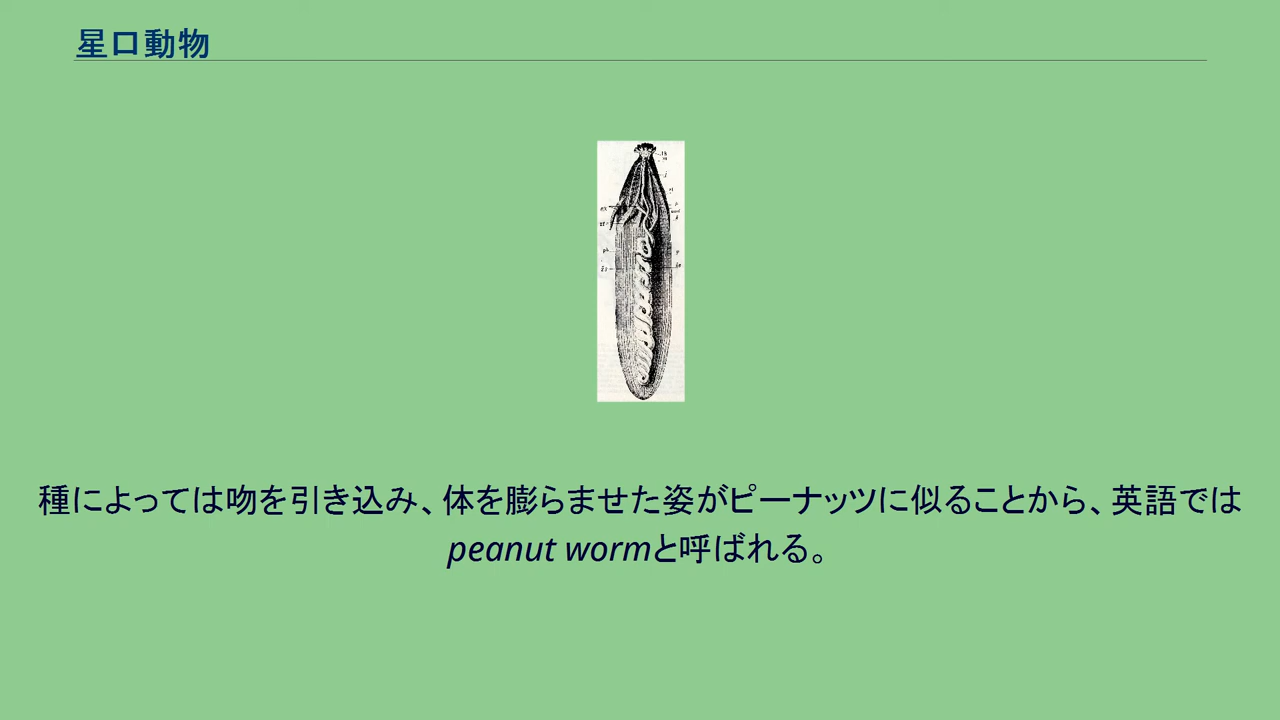 星口動物
種によっては吻を引き込み、体を膨らませた姿がピーナッツに似ることから、英語では
peanut wormと呼ばれる。